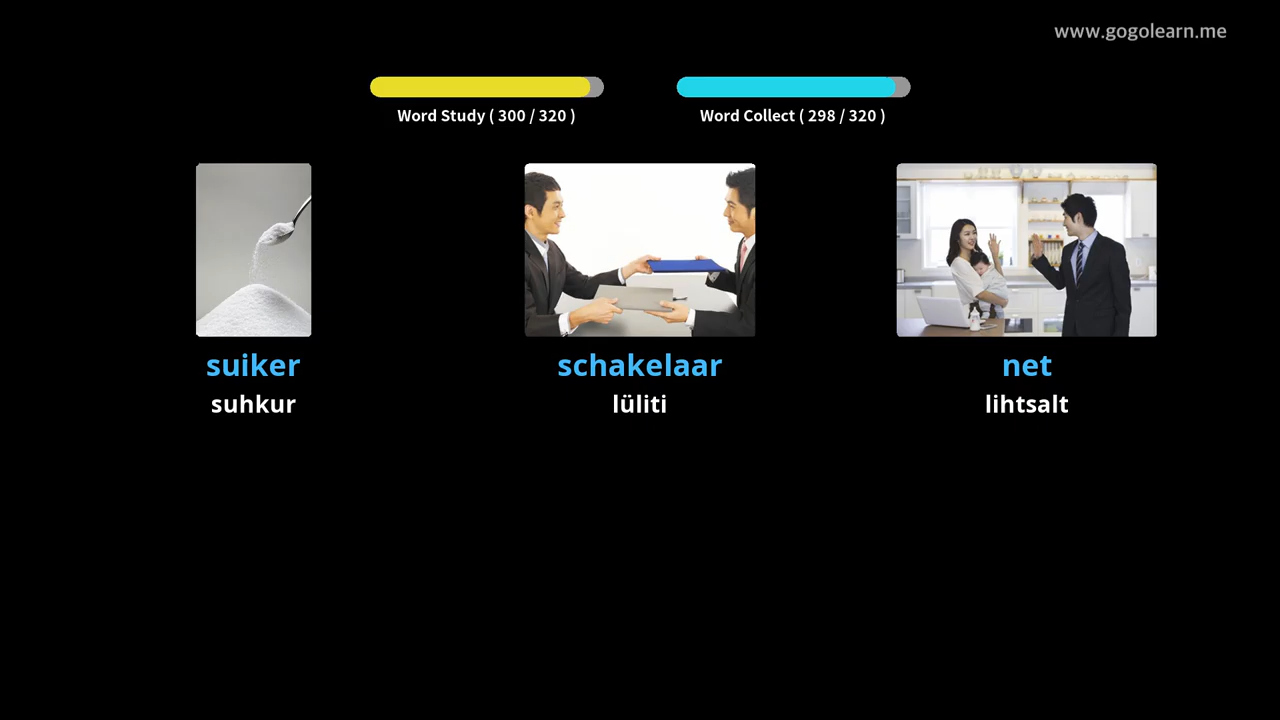 www.gogolearn.me
Word Study ( 300 / 320 )
Word Collect ( 298 / 320 )
suiker
suhkur
schakelaar
lüliti
net
lihtsalt